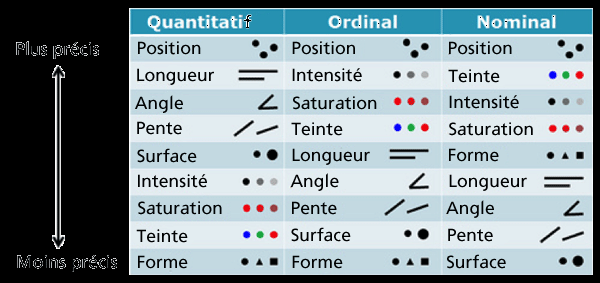 Quantitatif Ordinal Nominal
Plus précis
Position Position Position
Longueur Intensité Teinte
Angle Saturation Intensité
Pente Teinte Saturation
Surface Longueur Forme
Intensité Angle Longueur
Saturation Pente Angle
Teinte Surface Pente
Moins précis
Forme Forme Surface